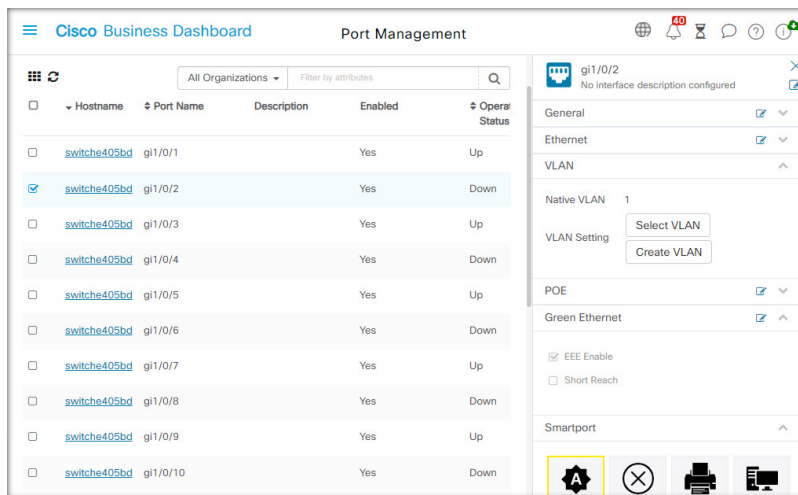 Cisco Business Dashboard
Port Management
40
All Organizations
Filter by attributes
Hostname Port Name Description Enabled Operat
Status
switche405bd gi1/0/1 Yes Up
switche405bd gi1/0/2 Yes Down
switche405bd gi1/0/3 Yes Up
switche405bd gi1/0/4 Yes Down
switche405bd gi1/0/5 Yes Up
switche405bd gi1/0/6 Yes Down
switche405bd gi1/0/7 Yes Up
switche405bd gi1/0/8 Yes Down
switche405bd gi1/0/9 Yes Up
switche405bd gi1/0/10 Yes Down
gi1/0/2
No interface description configured
General
Ethernet
VLAN
Native VLAN 1
VLAN Setting
Select VLAN
Create VLAN
POE
Green Ethernet
EEE Enable
Short Reach
Smartport
A